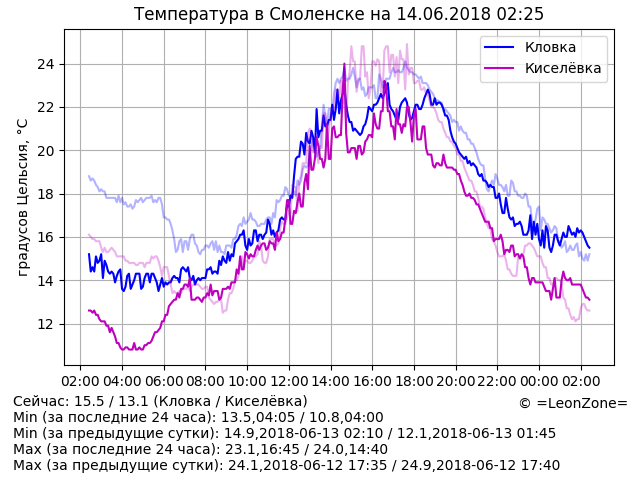 Температура в Смоленске на 14.06.2018 02:25
Кловка
Киселёвка
градусов Цельсия, °C
24
22
20
18
16
14
12
02:00 04:00 06:00 08:00 10:00 12:00 14:00 16:00 18:00 20:00 22:00 00:00 02:00
Сейчас: 15.5 / 13.1 (Кловка / Киселёвка)
© =LeonZone=
Min (за последние 24 часа): 13.5,04:05 / 10.8,04:00
Min (за предыдущие сутки): 14.9,2018-06-13 02:10 / 12.1,2018-06-13 01:45
Max (за последние 24 часа): 23.1,16:45 / 24.0,14:40
Max (за предыдущие сутки): 24.1,2018-06-12 17:35 / 24.9,2018-06-12 17:40